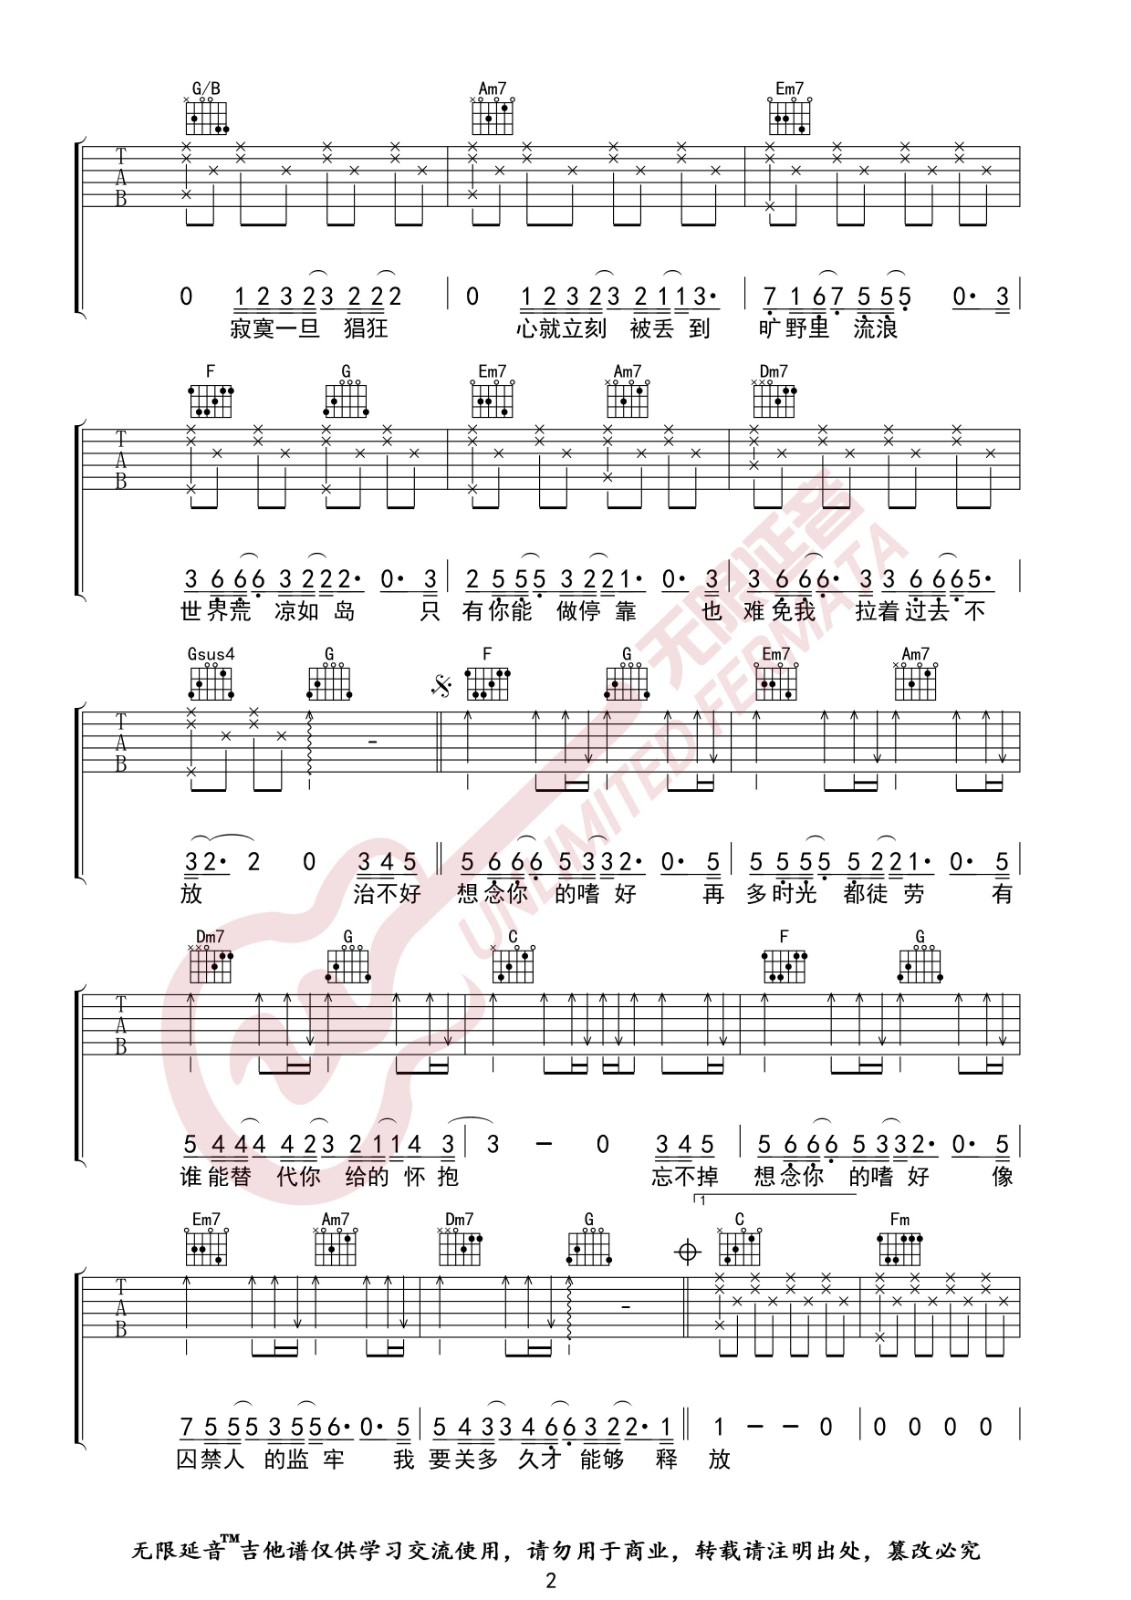 G/B Am7 Em7
T
A
B
0 1 2 3 2 3 2 2 2 | 0 1 2 3 2 3 2 1 1 3· | 7 1 6 7 5 5 5 0· 3 |
寂寞一旦 猖狂 心就立刻 被丢 到 旷野里 流浪
F G Em7 Am7 Dm7
T
A
B
3 6 6 6 3 2 2 2· 0· 3 | 2 5 5 5 3 2 2 1· 0· 3 | 3 6 6 6· 3 3 6 6 6 5· |
世界荒 凉如 岛 只 有你能 做停 靠 也 难免我 拉着过去 不
Gsus4 G F G Em7 Am7
T
A
B
3 2· 2 0 3 4 5 || 5 6 6 6 5 3 3 2· 0· 5 | 5 5 5 5 5 2 2 1· 0· 5 |
放 治不好 想念你 的嗜 好 再 多时光 都徒 劳 有
Dm7 G C F G
T
A
B
5 4 4 4 4 2 3 2 1 1 4 3 | 3 – 0 3 4 5 | 5 6 6 6 5 3 3 2· 0· 5 |
谁能替 代你 给的 怀 抱 忘不掉 想念你 的嗜 好 像
1
Em7 Am7 Dm7 G C Fm
T
A
B
7 5 5 5 3 5 5 6· 0· 5 | 5 4 3 3 4 6 6 3 2 2· 1 || 1 – – 0 | 0 0 0 0 |
囚禁人 的监 牢 我 要关多 久才 能够 释 放
无限延音
UNLIMITED FERMATA
无限延音™吉他谱仅供学习交流使用，请勿用于商业，转载请注明出处，篡改必究
2